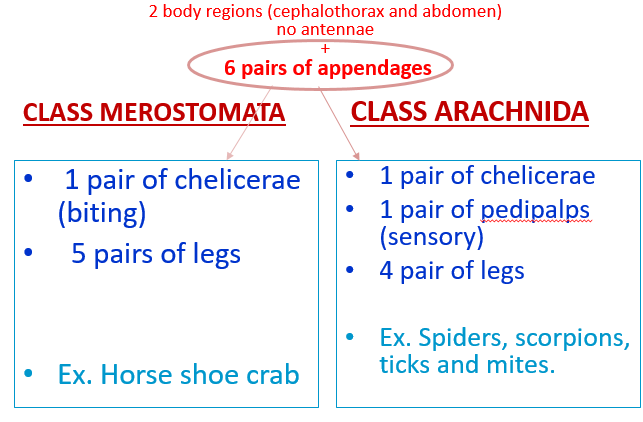 2 body regions (cephalothorax and abdomen)
no antennae
+
6 pairs of appendages
CLASS MEROSTOMATA
• 1 pair of chelicerae
(biting)
• 5 pairs of legs
• Ex. Horse shoe crab
CLASS ARACHNIDA
• 1 pair of chelicerae
• 1 pair of pedipalps
(sensory)
• 4 pair of legs
• Ex. Spiders, scorpions,
ticks and mites.